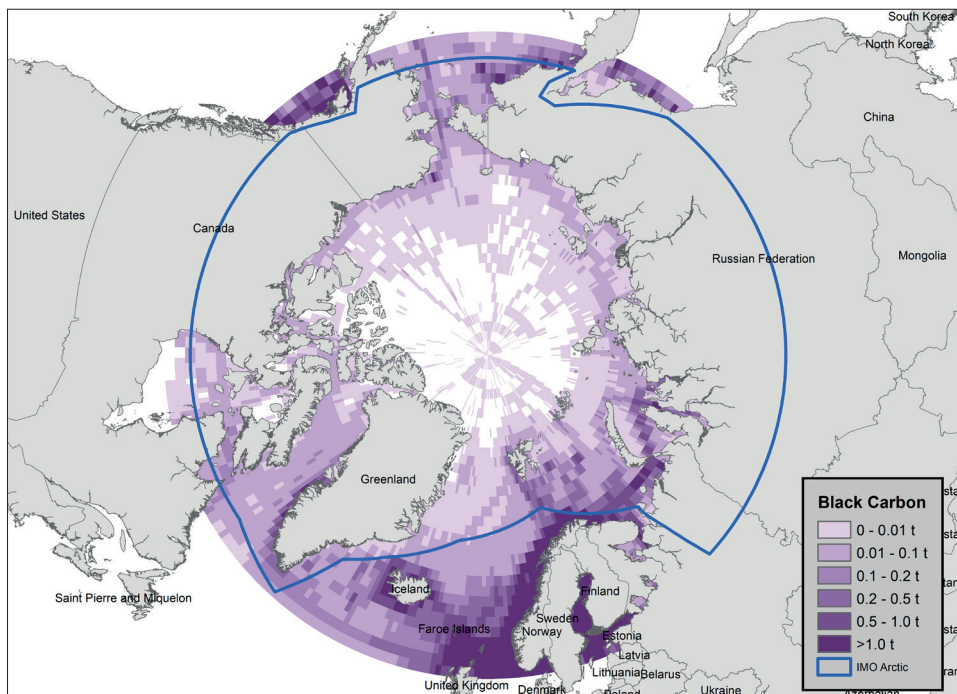 South Korea
North Korea
China
United States
Canada
Russian Federation
Mongolia
Greenland
Iceland
Finland
Saint Pierre and Miquelon
Faroe Islands
Sweden
Norway
Estonia
Latvia
United Kingdom
Denmark
Lithuania
Belarus
Ukraine
Black Carbon
0 - 0.01 t
0.01 - 0.1 t
0.1 - 0.2 t
0.2 - 0.5 t
0.5 - 1.0 t
>1.0 t
IMO Arctic